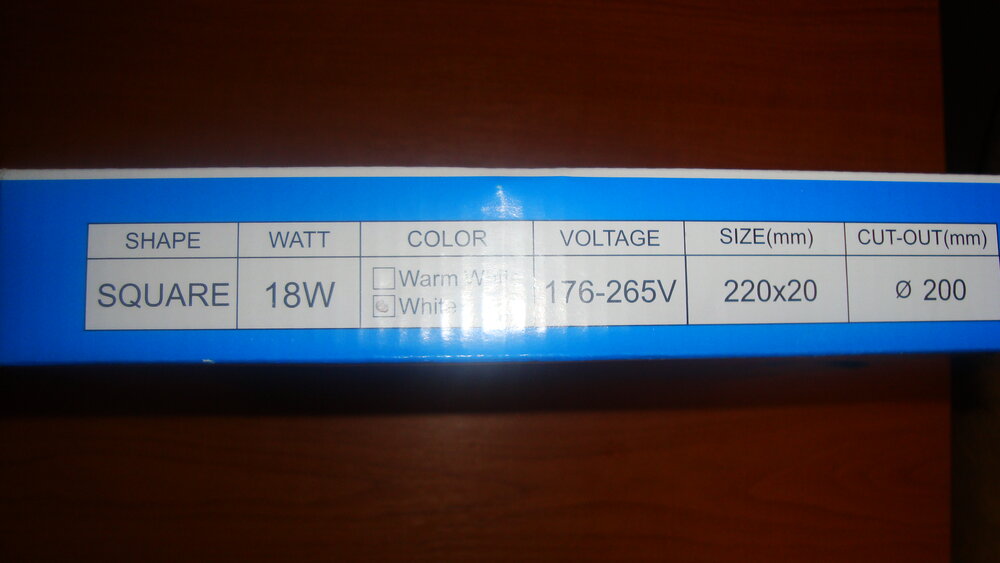 SHAPE WATT COLOR VOLTAGE SIZE(mm) CUT-OUT(mm)
SQUARE 18W Warm 176-265V 220x20 Ø 200
White